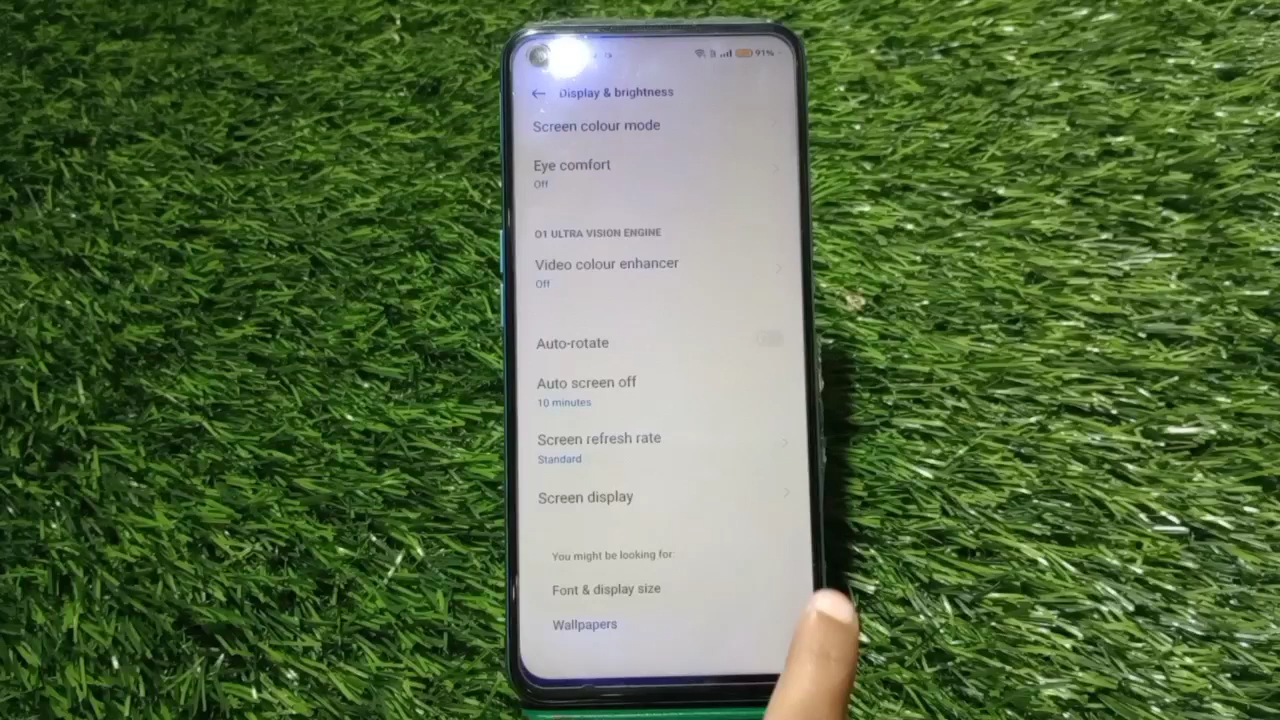 91%
Display & brightness
Screen colour mode
Eye comfort
Off
O1 ULTRA VISION ENGINE
Video colour enhancer
Off
Auto-rotate
Auto screen off
10 minutes
Screen refresh rate
Standard
Screen display
You might be looking for:
Font & display size
Wallpapers